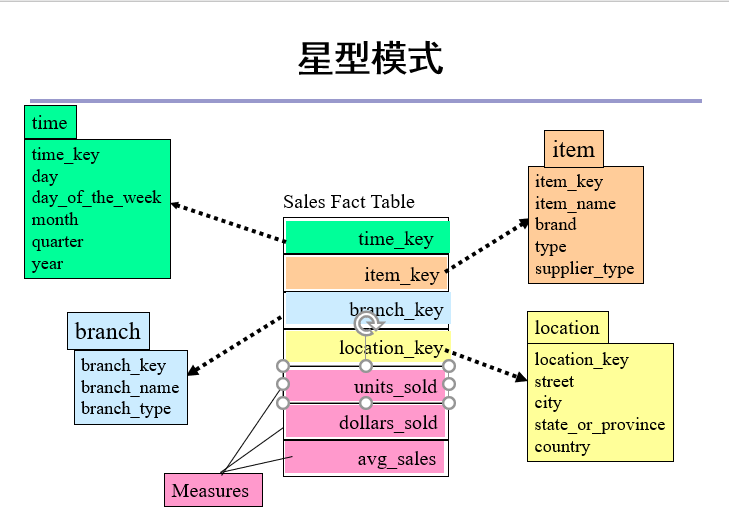 星型模式
time
time_key
day
day_of_the_week
month
quarter
year
item
item_key
item_name
brand
type
supplier_type
Sales Fact Table
time_key
item_key
branch_key
location_key
units_sold
dollars_sold
avg_sales
branch
branch_key
branch_name
branch_type
location
location_key
street
city
state_or_province
country
Measures